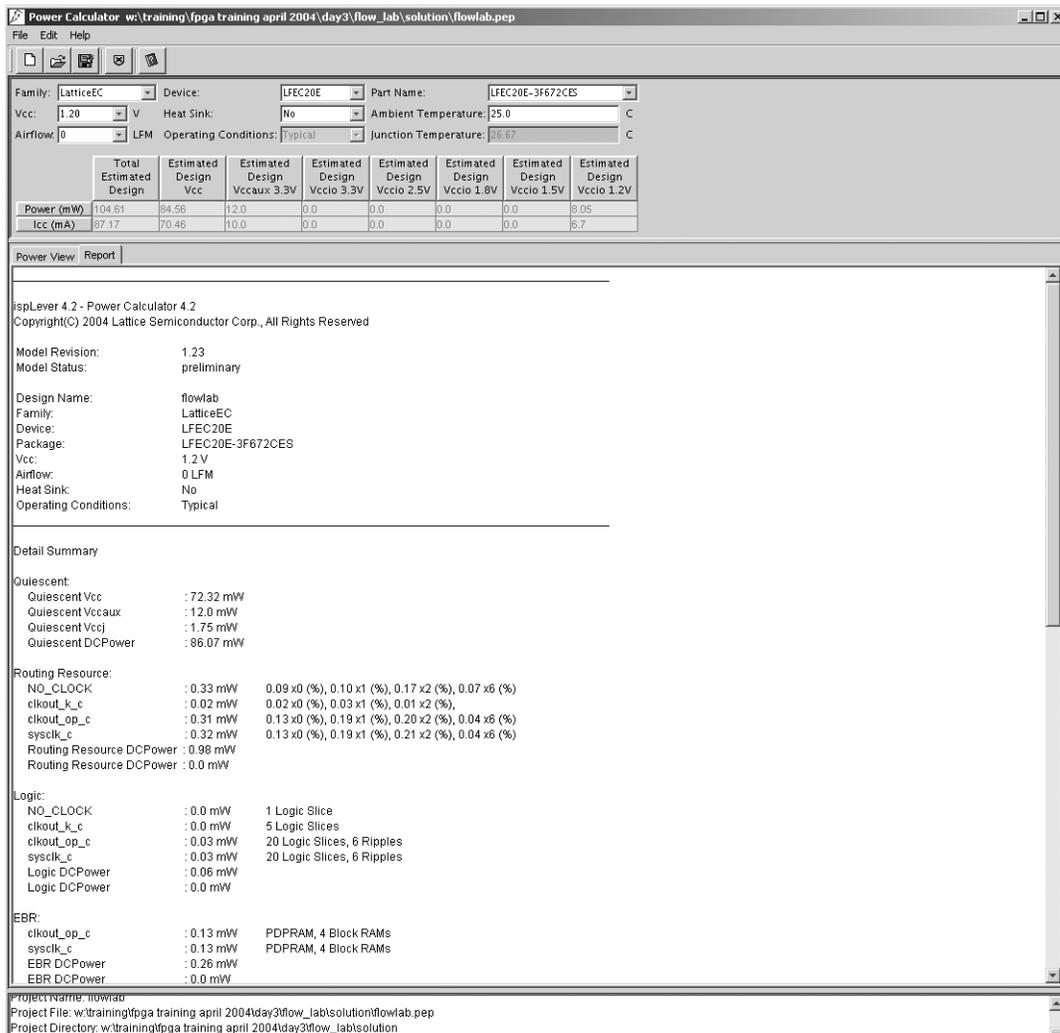 Power Calculator w:\training\fpga training april 2004\day3\flow_lab\solution\flowlab.pep
File Edit Help
Family: LatticeEC Device: LFEC20E Part Name: LFEC20E-3F672CES
Vcc: 1.20 V Heat Sink: No Ambient Temperature: 25.0 C
Airflow: 0 LFM Operating Conditions: Typical Junction Temperature: 26.67 C
Total Estimated Design Estimated Design Vcc Estimated Design Vccaux 3.3V Estimated Design Vccio 3.3V Estimated Design Vccio 2.5V Estimated Design Vccio 1.8V Estimated Design Vccio 1.5V Estimated Design Vccio 1.2V
Power (mW) 104.61 84.56 12.0 0.0 0.0 0.0 0.0 8.05
Icc (mA) 87.17 70.46 10.0 0.0 0.0 0.0 0.0 6.7
Power View Report
ispLever 4.2 - Power Calculator 4.2
Copyright(C) 2004 Lattice Semiconductor Corp., All Rights Reserved
Model Revision: 1.23
Model Status: preliminary
Design Name: flowlab
Family: LatticeEC
Device: LFEC20E
Package: LFEC20E-3F672CES
Vcc: 1.2 V
Airflow: 0 LFM
Heat Sink: No
Operating Conditions: Typical
Detail Summary
Quiescent:
Quiescent Vcc : 72.32 mW
Quiescent Vccaux : 12.0 mW
Quiescent Vccj : 1.75 mW
Quiescent DCPower : 86.07 mW
Routing Resource:
NO_CLOCK : 0.33 mW 0.09 x0 (%), 0.10 x1 (%), 0.17 x2 (%), 0.07 x6 (%)
clkout_k_c : 0.02 mW 0.02 x0 (%), 0.03 x1 (%), 0.01 x2 (%),
clkout_op_c : 0.31 mW 0.13 x0 (%), 0.19 x1 (%), 0.20 x2 (%), 0.04 x6 (%)
sysclk_c : 0.32 mW 0.13 x0 (%), 0.19 x1 (%), 0.21 x2 (%), 0.04 x6 (%)
Routing Resource DCPower : 0.98 mW
Routing Resource DCPower : 0.0 mW
Logic:
NO_CLOCK : 0.0 mW 1 Logic Slice
clkout_k_c : 0.0 mW 5 Logic Slices
clkout_op_c : 0.03 mW 20 Logic Slices, 6 Ripples
sysclk_c : 0.03 mW 20 Logic Slices, 6 Ripples
Logic DCPower : 0.06 mW
Logic DCPower : 0.0 mW
EBR:
clkout_op_c : 0.13 mW PDPRAM, 4 Block RAMs
sysclk_c : 0.13 mW PDPRAM, 4 Block RAMs
EBR DCPower : 0.26 mW
EBR DCPower : 0.0 mW
Project Name: flowlab
Project File: w:\training\fpga training april 2004\day3\flow_lab\solution\flowlab.pep
Project Directory: w:\training\fpga training april 2004\day3\flow_lab\solution